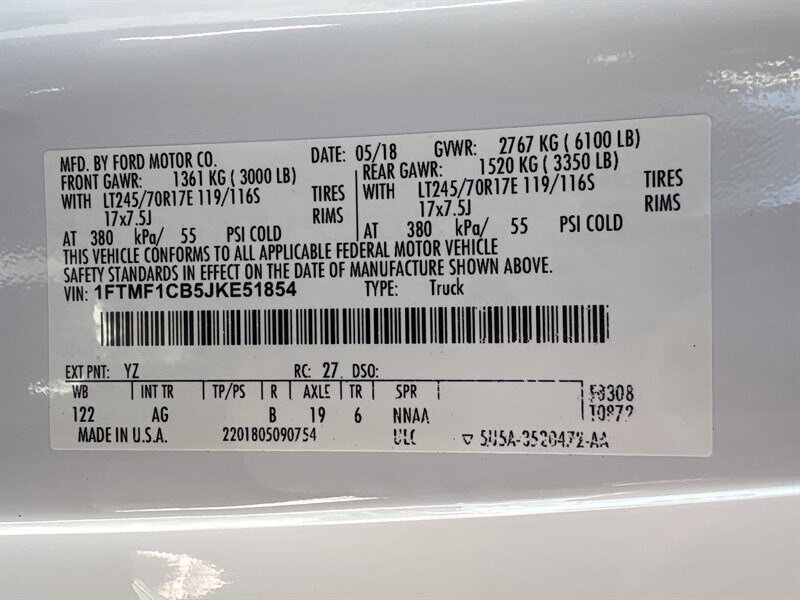 MFD. BY FORD MOTOR CO. DATE: 05/18 GVWR: 2767 KG ( 6100 LB)
FRONT GAWR: 1361 KG ( 3000 LB) REAR GAWR: 1520 KG ( 3350 LB)
WITH LT245/70R17E 119/116S TIRES WITH LT245/70R17E 119/116S TIRES
17x7.5J RIMS 17x7.5J RIMS
AT 380 kPa/ 55 PSI COLD AT 380 kPa/ 55 PSI COLD
THIS VEHICLE CONFORMS TO ALL APPLICABLE FEDERAL MOTOR VEHICLE
SAFETY STANDARDS IN EFFECT ON THE DATE OF MANUFACTURE SHOWN ABOVE.
VIN: 1FTMF1CB5JKE51854 TYPE: Truck
EXT PNT: YZ RC: 27 DSO:
WB INT TR TP/PS R AXLE TR SPR
122 AG B 19 6 NNAA
MADE IN U.S.A. 2201805090754